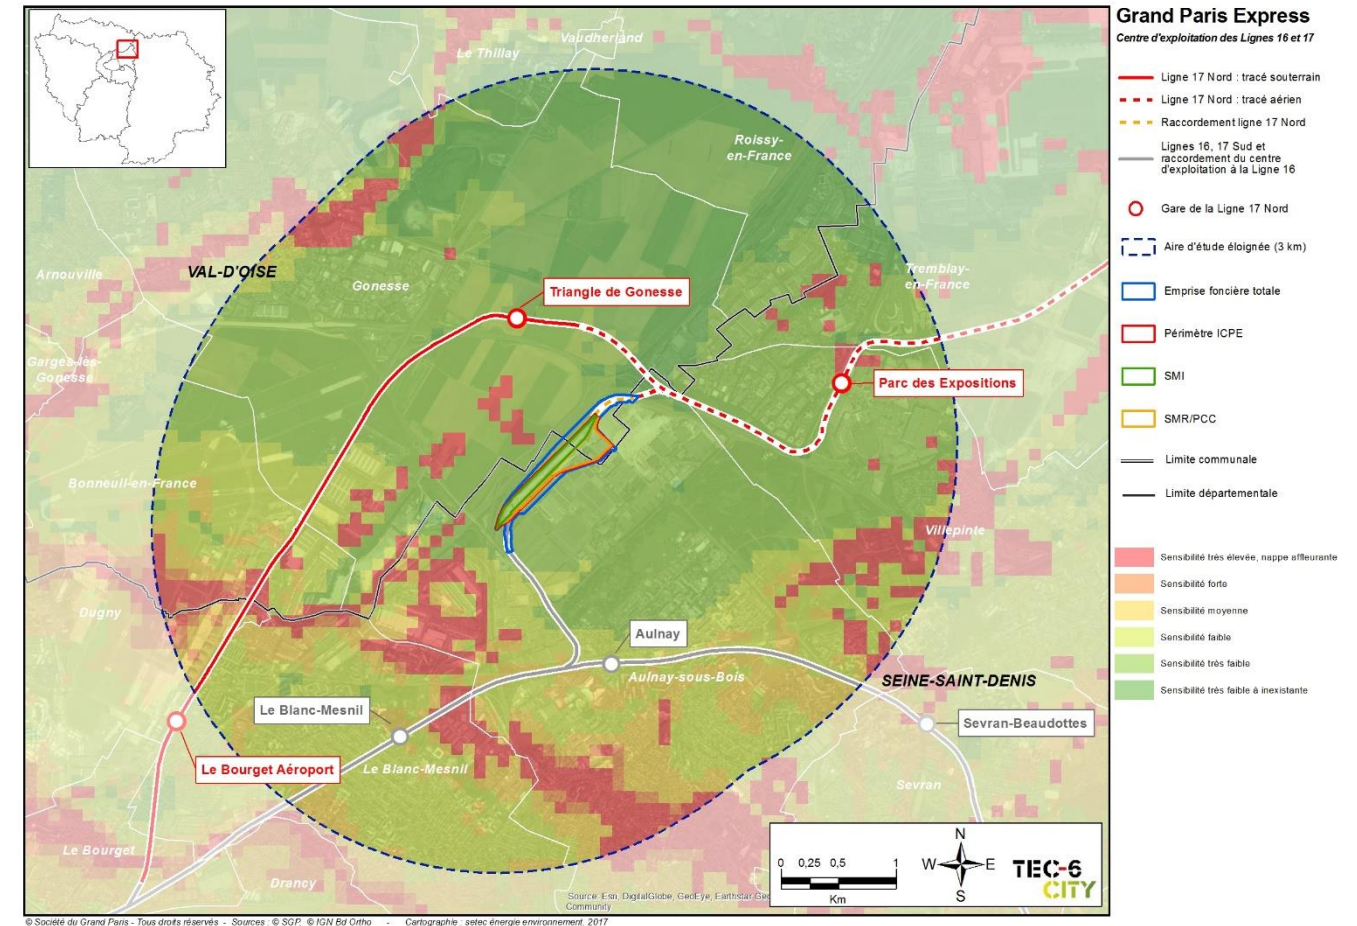 Grand Paris Express
Centre d'exploitation des Lignes 16 et 17
Ligne 17 Nord : tracé souterrain
Ligne 17 Nord : tracé aérien
Raccordement ligne 17 Nord
Lignes 16, 17 Sud et
raccordement du centre
d'exploitation à la Ligne 16
Gare de la Ligne 17 Nord
Aire d'étude éloignée (3 km)
Emprise foncière totale
Périmètre ICPE
SMI
SMR/PCC
Limite communale
Limite départementale
Sensibilité très élevée, nappe affleurante
Sensibilité forte
Sensibilité moyenne
Sensibilité faible
Sensibilité très faible
Sensibilité très faible à inexistante
Vaudherland
Le Thillay
Roissy-
en-France
VAL-D'OISE
Arnouville
Gonesse
Tremblay-
en-France
Triangle de Gonesse
Garges-lès-
Gonesse
Parc des Expositions
Bonneuil-en-France
Villepinte
Dugny
Aulnay
Aulnay-sous-Bois
SEINE-SAINT-DENIS
Le Blanc-Mesnil
Sevran-Beaudottes
Le Bourget Aéroport
Le Blanc-Mesnil
Sevran
Le Bourget
Drancy
0 0,25 0,5 1
Km
N
W E
S
TEC-6
CITY
Source: Esri, DigitalGlobe, GeoEye, Earthstar Geo
Community
© Société du Grand Paris - Tous droits réservés - Sources : © SGP, © IGN Bd Ortho - Cartographie : setec énergie environnement, 2017